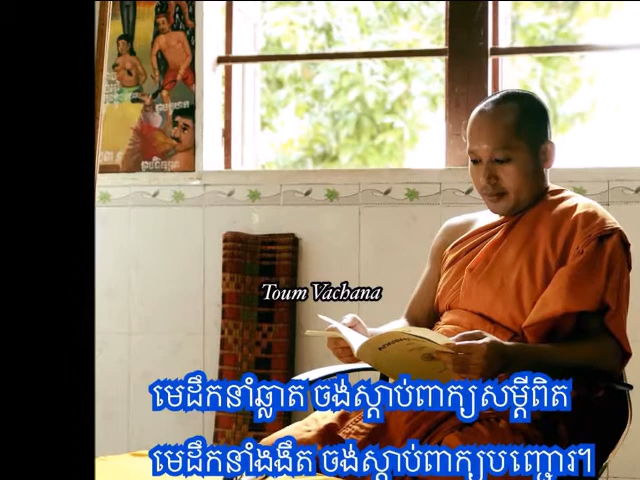 Toum Vachana
មេដឹកនាំឆ្លាត ចង់ស្តាប់ពាក្យសម្តីពិត
មេដឹកនាំងងឹត ចង់ស្តាប់ពាក្យបញ្ជោរ។